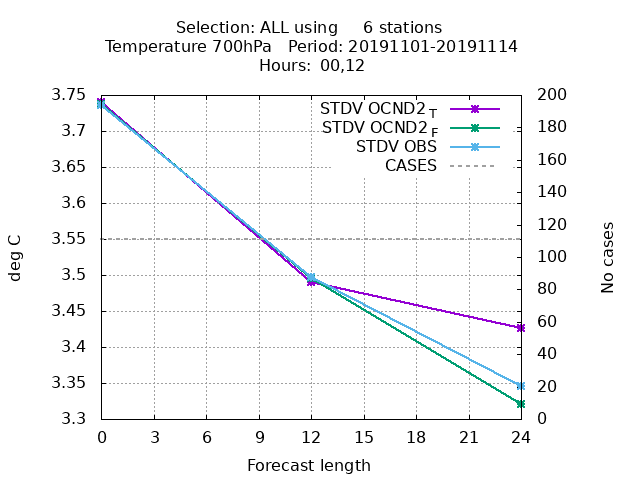 Selection: ALL using     6 stations
Temperature 700hPa   Period: 20191101-20191114
Hours: 00,12
STDV OCND2 T
STDV OCND2 F
STDV OBS
CASES
3.75
3.7
3.65
3.6
3.55
3.5
3.45
3.4
3.35
3.3
deg C
200
180
160
140
120
100
80
60
40
20
0
No cases
0 3 6 9 12 15 18 21 24
Forecast length